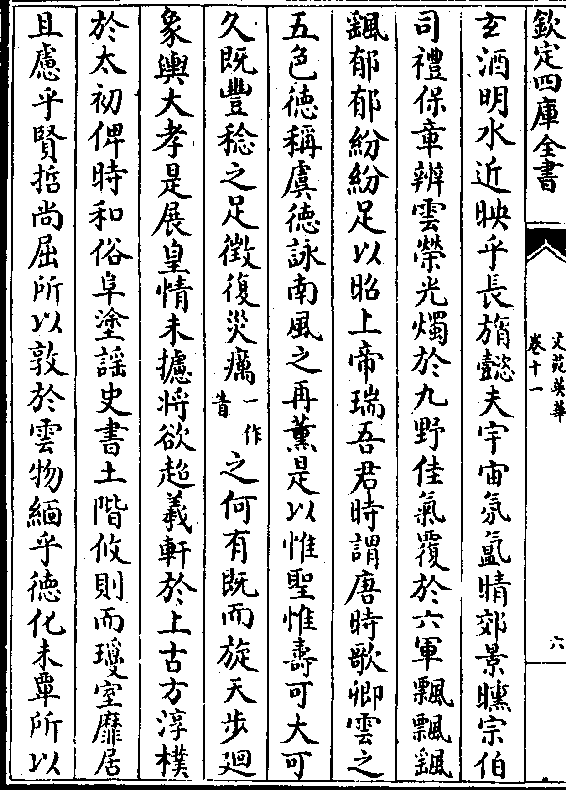 欽定四庫全書
文苑英華
卷十一
六
玄酒明水近映乎長旓懿夫宇宙氛氲晴郊景曛宗伯
司禮保章辨雲榮光燭於九野佳氣覆於六軍飄飄䬙
䬙郁郁紛紛足以昭上帝瑞吾君時謂唐時歌卿雲之
五色德稱虞德詠南風之再薰是以惟聖惟壽可大可
久既豐稔之足徵復災癘一作眚之何有既而旋天步迴
象輿大孝是展皇情未攄將欲超羲軒於上古方淳樸
於太初俾時和俗阜塗謡史書土階攸則而瓊室靡居
且慮乎賢哲尚屈所以敦於雲物緬乎德化未覃所以